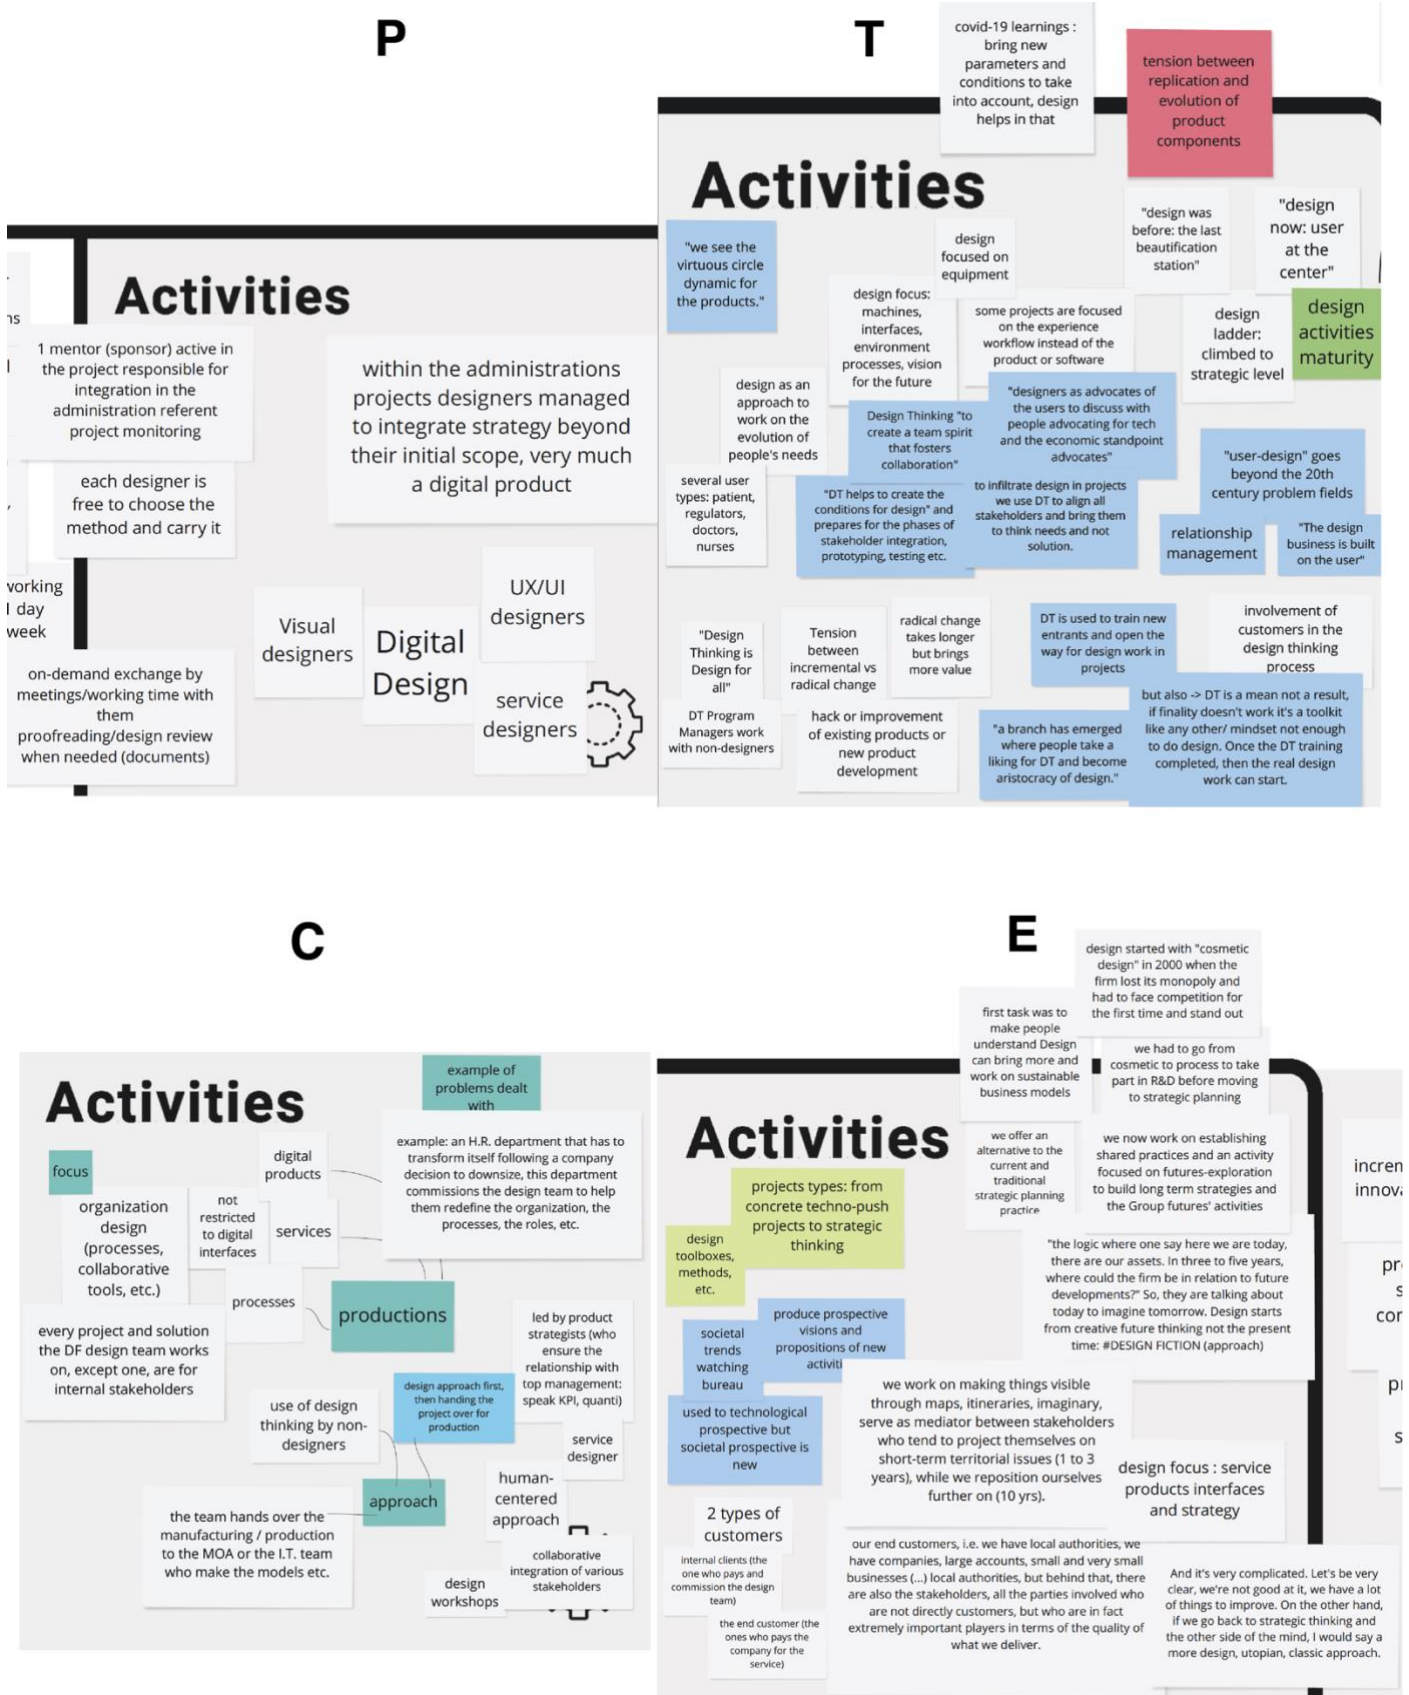 P
Activities
ns
1 mentor (sponsor) active in
the project responsible for
integration in the
administration referent
project monitoring
each designer is
free to choose the
method and carry it
working
day
week
on-demand exchange by
meetings/working time with
them
proofreading/design review
when needed (documents)
within the administrations
projects designers managed
to integrate strategy beyond
their initial scope, very much
a digital product
Visual
designers
Digital
Design
UX/UI
designers
service
designers
T
covid-19 learnings :
bring new
parameters and
conditions to take
into account, design
helps in that
tension between
replication and
evolution of
product
components
Activities
"we see the
virtuous circle
dynamic for
the products."
design
focused on
equipment
"design was
before: the last
beautification
station"
"design
now: user
at the
center"
design focus:
machines,
interfaces,
environment
processes, vision
for the future
some projects are focused
on the experience
workflow instead of the
product or software
design
ladder:
climbed to
strategic level
design
activities
maturity
design as an
approach to
work on the
evolution of
people's needs
Design Thinking "to
create a team spirit
that fosters
collaboration"
"designers as advocates of
the users to discuss with
people advocating for tech
and the economic standpoint
advocates"
"user-design" goes
beyond the 20th
century problem fields
several user
types: patient,
regulators,
doctors,
nurses
"DT helps to create the
conditions for design" and
prepares for the phases of
stakeholder integration,
prototyping, testing etc.
to infiltrate design in projects
we use DT to align all
stakeholders and bring them
to think needs and not
solution.
relationship
management
"The design
business is built
on the user"
"Design
Thinking is
Design for
all"
Tension
between
incremental vs
radical change
radical change
takes longer
but brings
more value
DT is used to train new
entrants and open the
way for design work in
projects
involvement of
customers in the
design thinking
process
DT Program
Managers work
with non-designers
hack or improvement
of existing products or
new product
development
"a branch has emerged
where people take a
liking for DT and become
aristocracy of design."
but also -> DT is a mean not a result,
if finality doesn't work it's a toolkit
like any other/ mindset not enough
to do design. Once the DT training
completed, then the real design
work can start.
C
Activities
example of
problems dealt
with
focus
digital
products
example: an H.R. department that has to
transform itself following a company
decision to downsize, this department
commissions the design team to help
them redefine the organization, the
processes, the roles, etc.
organization
design
(processes,
collaborative
tools, etc.)
not
restricted
to digital
interfaces
services
processes
productions
every project and solution
the DF design team works
on, except one, are for
internal stakeholders
led by product
strategists (who
ensure the
relationship with
top management:
speak KPI, quanti)
design approach first,
then handing the
project over for
production
use of design
thinking by non-
designers
service
designer
human-
centered
approach
approach
the team hands over the
manufacturing / production
to the MOA or the I.T. team
who make the models etc.
collaborative
integration of various
stakeholders
design
workshops
E
design started with "cosmetic
design" in 2000 when the
firm lost its monopoly and
had to face competition for
the first time and stand out
first task was to
make people
understand Design
can bring more and
work on sustainable
business models
we had to go from
cosmetic to process to take
part in R&D before moving
to strategic planning
Activities
we offer an
alternative to the
current and
traditional
strategic planning
practice
we now work on establishing
shared practices and an activity
focused on futures-exploration
to build long term strategies and
the Group futures' activities
projects types: from
concrete techno-push
projects to strategic
thinking
design
toolboxes,
methods,
etc.
"the logic where one say here we are today,
there are our assets. In three to five years,
where could the firm be in relation to future
developments?" So, they are talking about
today to imagine tomorrow. Design starts
from creative future thinking not the present
time: #DESIGN FICTION (approach)
produce prospective
visions and
propositions of new
activiti
societal
trends
watching
bureau
used to technological
prospective but
societal prospective is
new
we work on making things visible
through maps, itineraries, imaginary,
serve as mediator between stakeholders
who tend to project themselves on
short-term territorial issues (1 to 3
years), while we reposition ourselves
further on (10 yrs).
design focus : service
products interfaces
and strategy
2 types of
customers
internal clients (the
one who pays and
commission the design
team)
the end customer (the
ones who pays the
company for the
service)
our end customers, i.e. we have local authorities, we
have companies, large accounts, small and very small
businesses (...) local authorities, but behind that, there
are also the stakeholders, all the parties involved who
are not directly customers, but who are in fact
extremely important players in terms of the quality of
what we deliver.
And it's very complicated. Let's be very
clear, we're not good at it, we have a lot
of things to improve. On the other hand,
if we go back to strategic thinking and
the other side of the mind, I would say a
more design, utopian, classic approach.
incren
innova
pr
s
cor
p
s